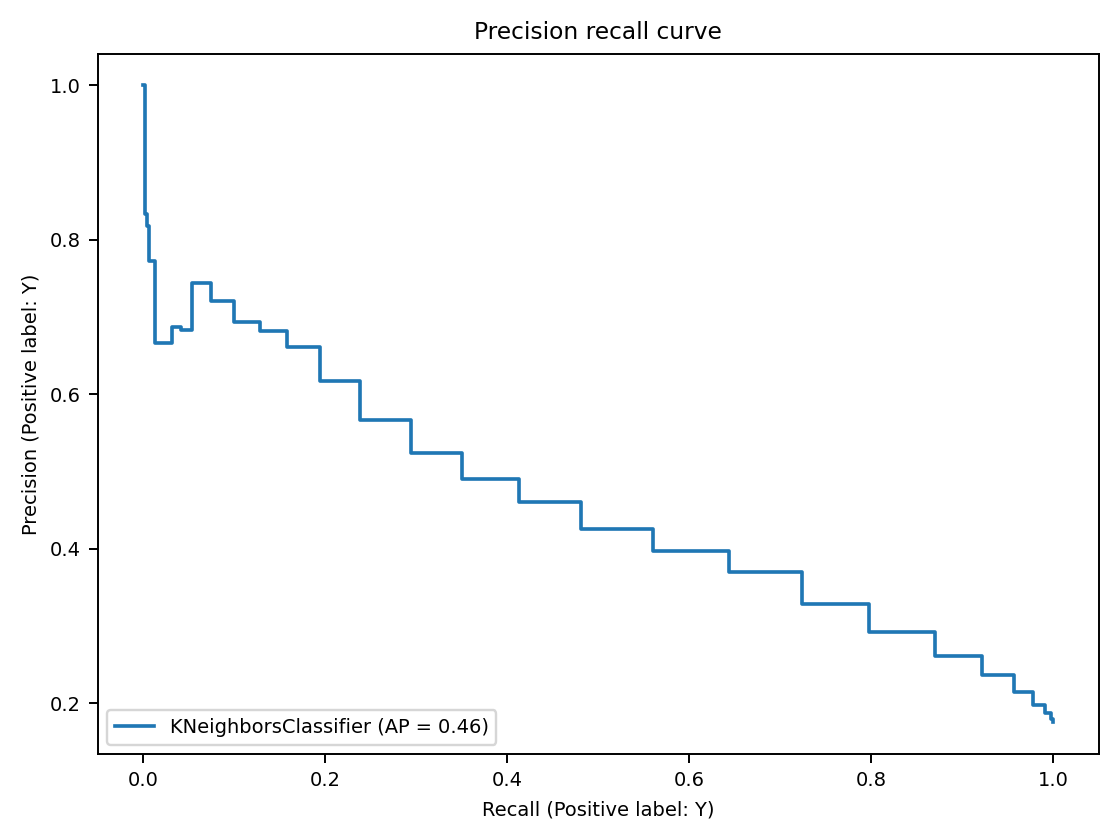 Precision recall curve
1.0
0.8
0.6
0.4
0.2
Precision (Positive label: Y)
KNeighborsClassifier (AP = 0.46)
0.0
0.2
0.4
0.6
0.8
1.0
Recall (Positive label: Y)